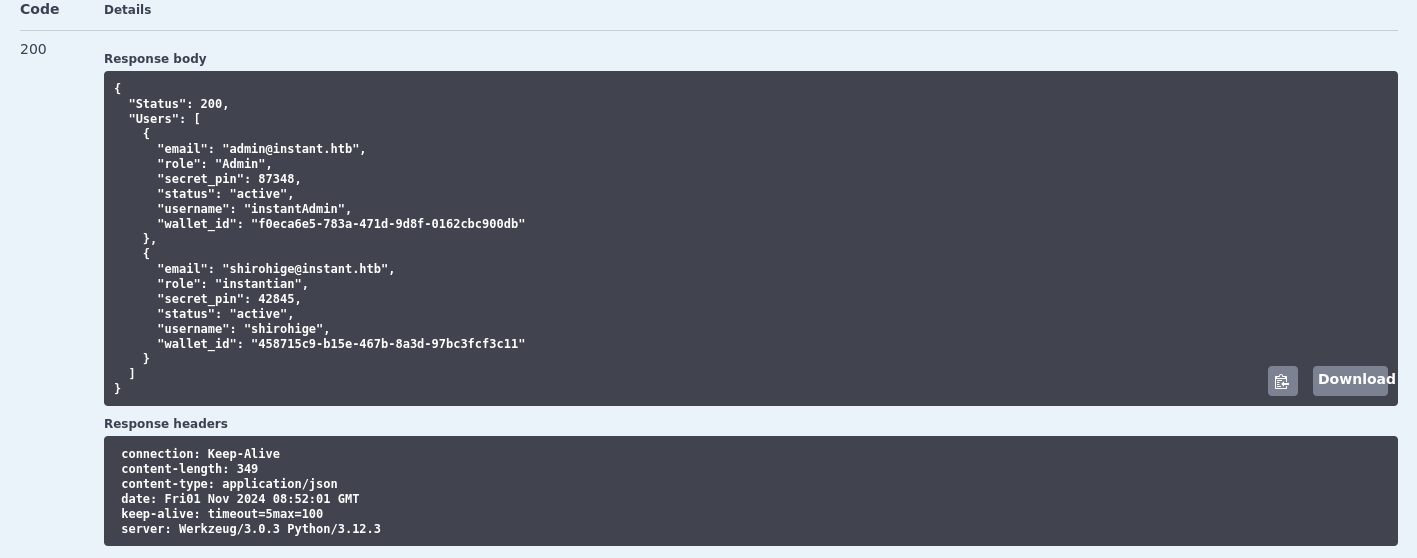 Code Details
200
Response body
{
  "Status": 200,
  "Users": [
    {
      "email": "admin@instant.htb",
      "role": "Admin",
      "secret_pin": 87348,
      "status": "active",
      "username": "instantAdmin",
      "wallet_id": "f0eca6e5-783a-471d-9d8f-0162cbc900db"
    },
    {
      "email": "shirohige@instant.htb",
      "role": "instantian",
      "secret_pin": 42845,
      "status": "active",
      "username": "shirohige",
      "wallet_id": "458715c9-b15e-467b-8a3d-97bc3fcf3c11"
    }
  ]
}
Download
Response headers
connection: Keep-Alive
content-length: 349
content-type: application/json
date: Fri01 Nov 2024 08:52:01 GMT
keep-alive: timeout=5max=100
server: Werkzeug/3.0.3 Python/3.12.3